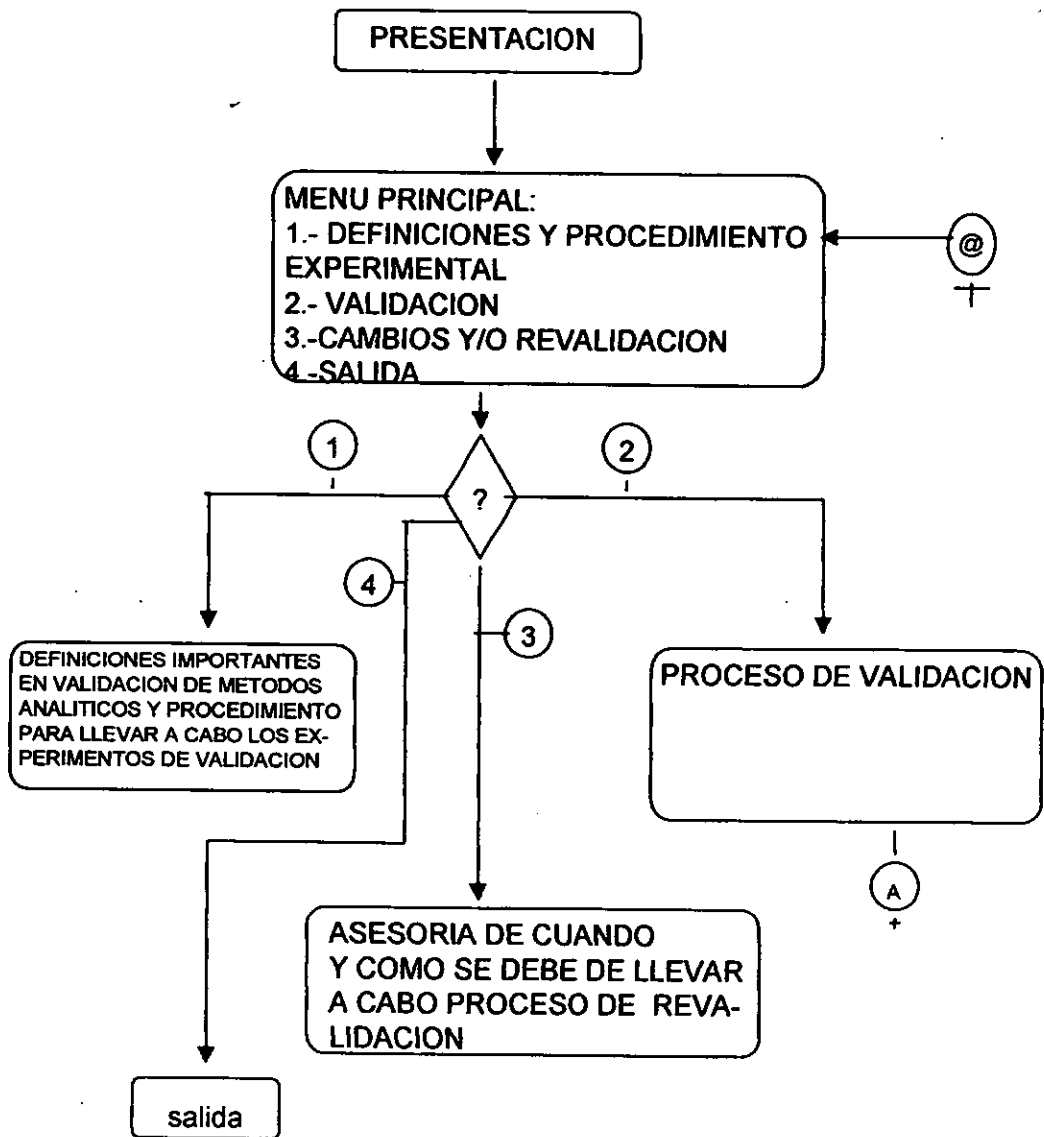 PRESENTACION
MENU PRINCIPAL:
1.- DEFINICIONES Y PROCEDIMIENTO
EXPERIMENTAL
2.- VALIDACION
3.-CAMBIOS Y/O REVALIDACION
4.-SALIDA
@
1
2
?
4
3
DEFINICIONES IMPORTANTES
EN VALIDACION DE METODOS
ANALITICOS Y PROCEDIMIENTO
PARA LLEVAR A CABO LOS EX-
PERIMENTOS DE VALIDACION
PROCESO DE VALIDACION
A
+
ASESORIA DE CUANDO
Y COMO SE DEBE DE LLEVAR
A CABO PROCESO DE REVA-
LIDACION
salida